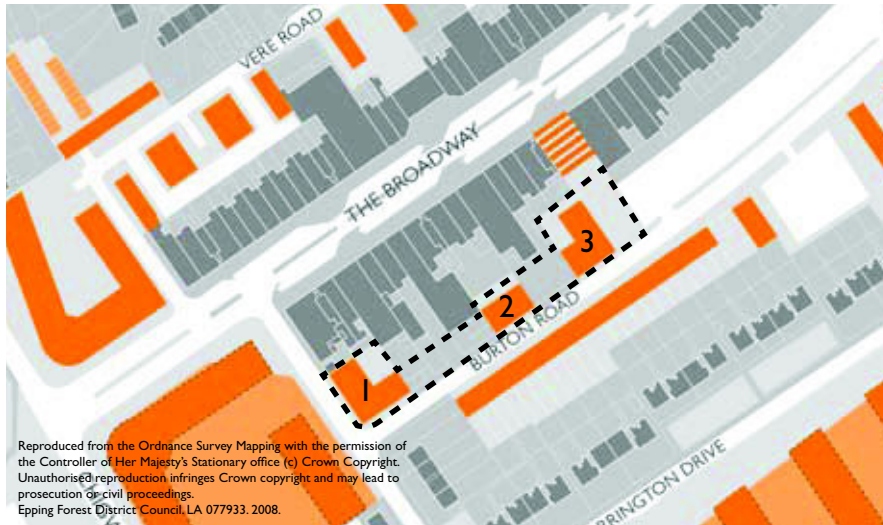 VERE ROAD
THE BROADWAY
3
2
BURTON ROAD
1
Reproduced from the Ordnance Survey Mapping with the permission of
the Controller of Her Majesty's Stationary office (c) Crown Copyright.
Unauthorised reproduction infringes Crown copyright and may lead to
prosecution or civil proceedings.
Epping Forest District Council, LA 077933. 2008.
RRINGTON DRIVE